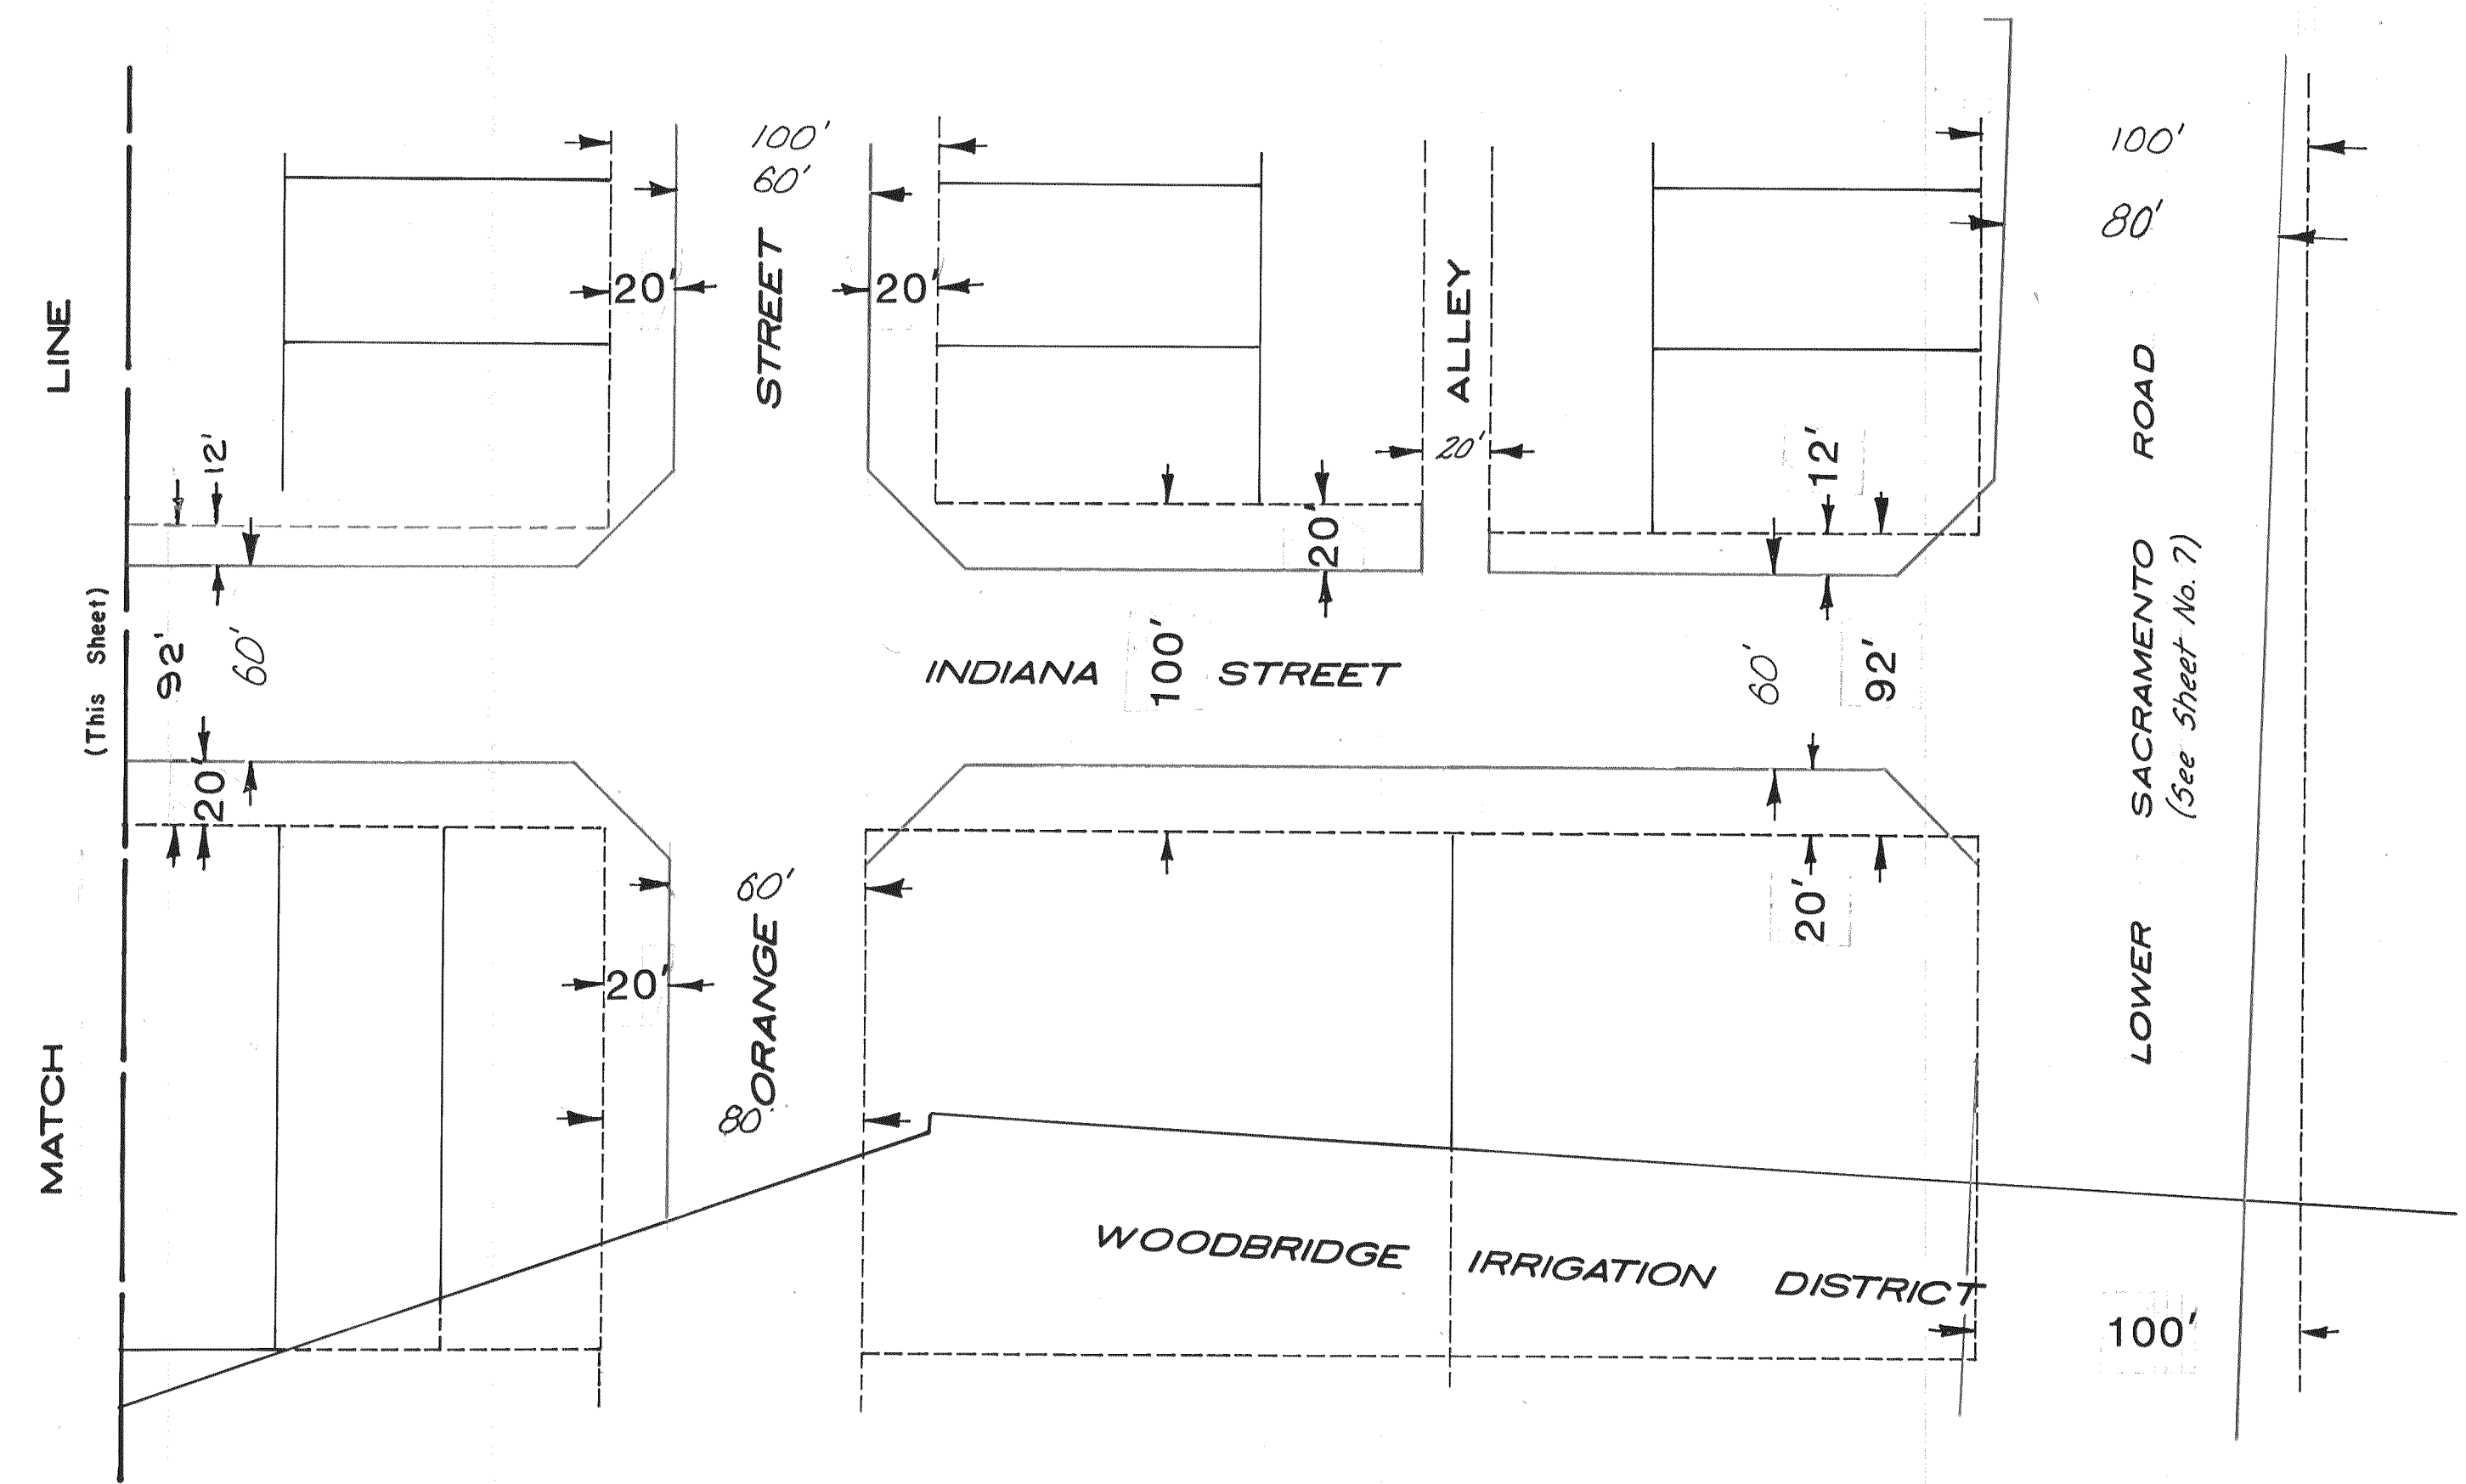 100'
60'
100'
80'
LINE
20'
STREET
20'
ALLEY
20'
12'
12'
20'
LOWER SACRAMENTO ROAD
(See Sheet No. 7)
(This Sheet)
92'
60'
INDIANA 100' STREET
60'
92'
20'
60'
20'
MATCH
20'
ORANGE
80'
WOODBRIDGE IRRIGATION DISTRICT
100'